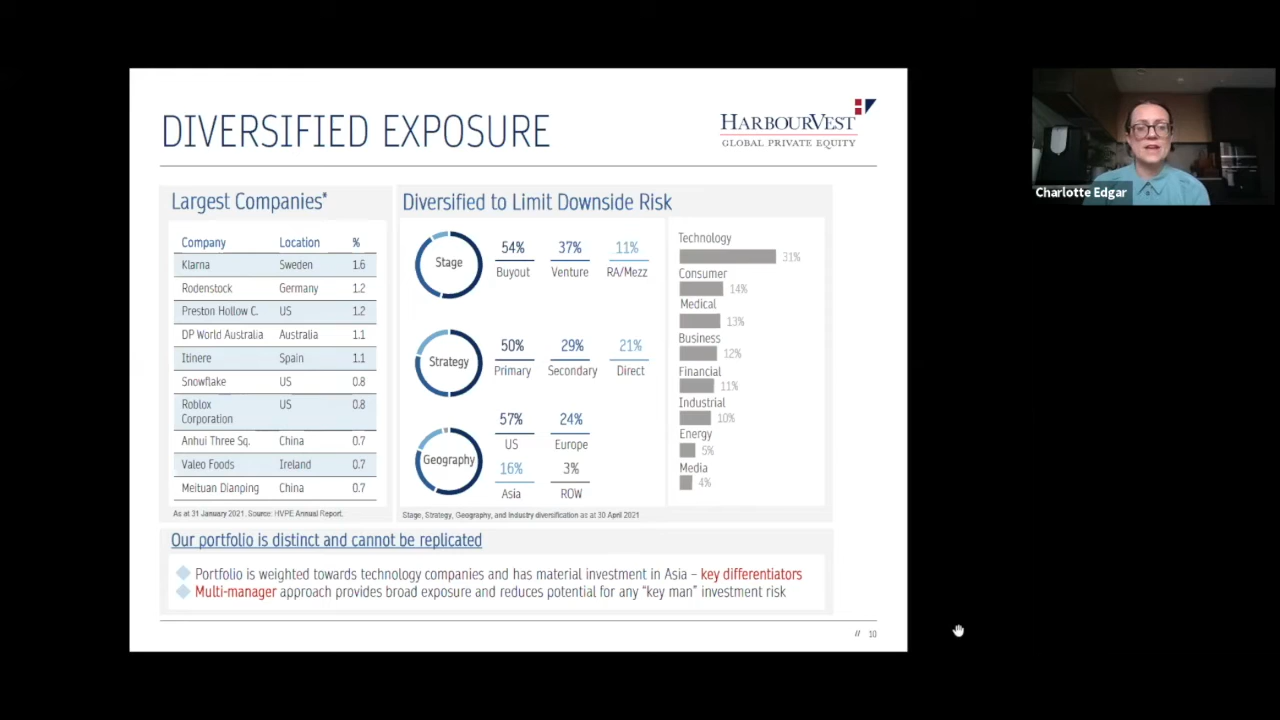 DIVERSIFIED EXPOSURE
HARBOURVEST
GLOBAL PRIVATE EQUITY
Charlotte Edgar
Largest Companies*
Company Location %
Klarna Sweden 1.6
Rodenstock Germany 1.2
Preston Hollow C. US 1.2
DP World Australia Australia 1.1
Itinere Spain 1.1
Snowflake US 0.8
Roblox Corporation US 0.8
Anhui Three Sq. China 0.7
Valeo Foods Ireland 0.7
Meituan Dianping China 0.7
As at 31 January 2021. Source: HVPE Annual Report.
Diversified to Limit Downside Risk
Stage
54% 37% 11%
Buyout Venture RA/Mezz
Strategy
50% 29% 21%
Primary Secondary Direct
Geography
57% 24%
US Europe
16% 3%
Asia ROW
Technology
31%
Consumer
14%
Medical
13%
Business
12%
Financial
11%
Industrial
10%
Energy
5%
Media
4%
Stage, Strategy, Geography, and Industry diversification as at 30 April 2021
Our portfolio is distinct and cannot be replicated
Portfolio is weighted towards technology companies and has material investment in Asia – key differentiators
Multi-manager approach provides broad exposure and reduces potential for any “key man” investment risk
// 10